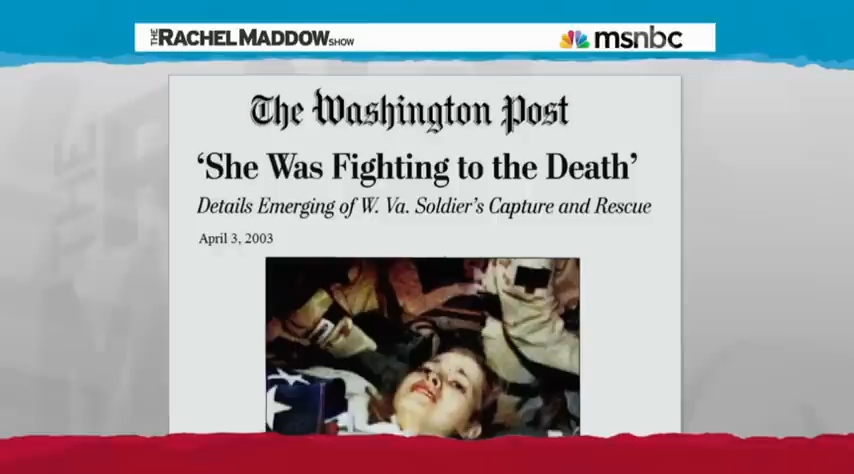 THE RACHEL MADDOW SHOW
msnbc
The Washington Post
‘She Was Fighting to the Death’
Details Emerging of W. Va. Soldier’s Capture and Rescue
April 3, 2003